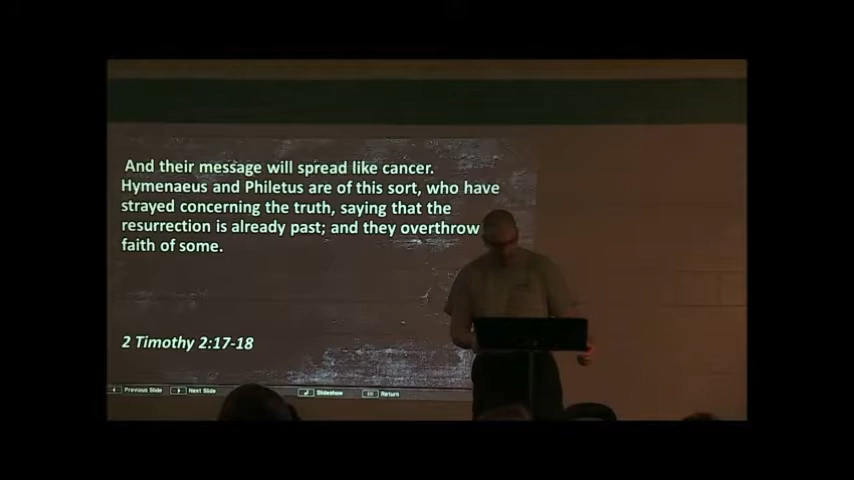 And their message will spread like cancer.
Hymenaeus and Philetus are of this sort, who have
strayed concerning the truth, saying that the
resurrection is already past; and they overthrow
faith of some.
2 Timothy 2:17-18
Previous Slide Next Slide Slideshow Return